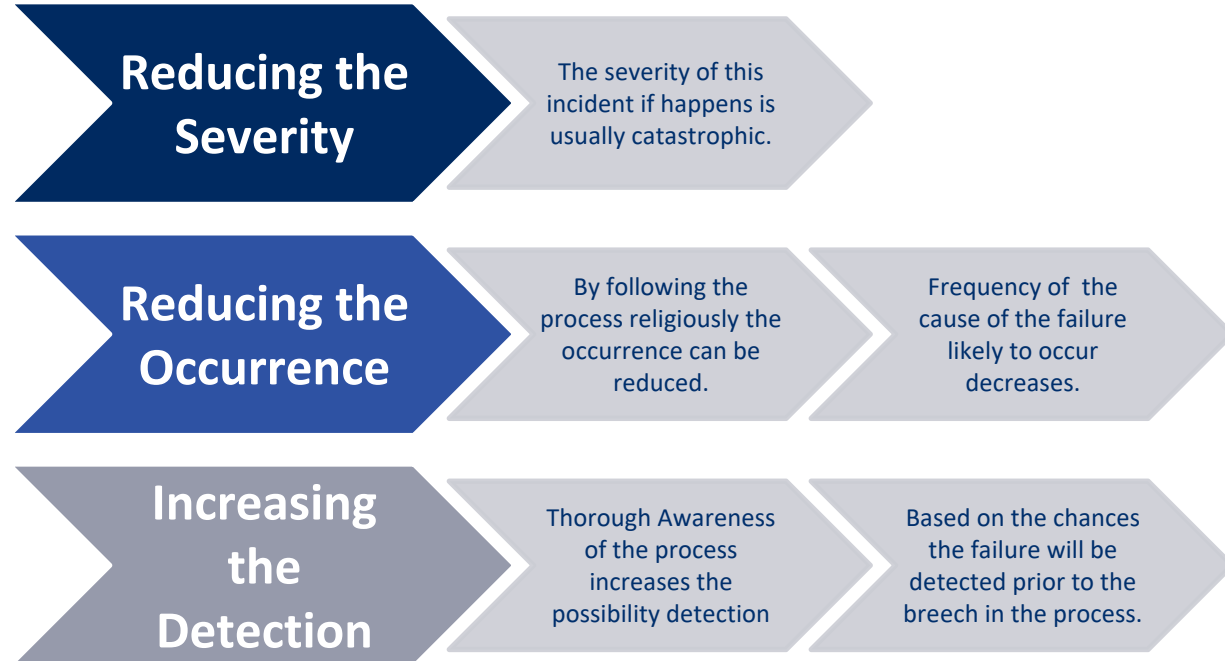 Reducing the
Severity
The severity of this
incident if happens is
usually catastrophic.
Reducing the
Occurrence
By following the
process religiously the
occurrence can be
reduced.
Frequency of  the
cause of the failure
likely to occur
decreases.
Increasing
the
Detection
Thorough Awareness
of the process
increases the
possibility detection
Based on the chances
the failure will be
detected prior to the
breech in the process.